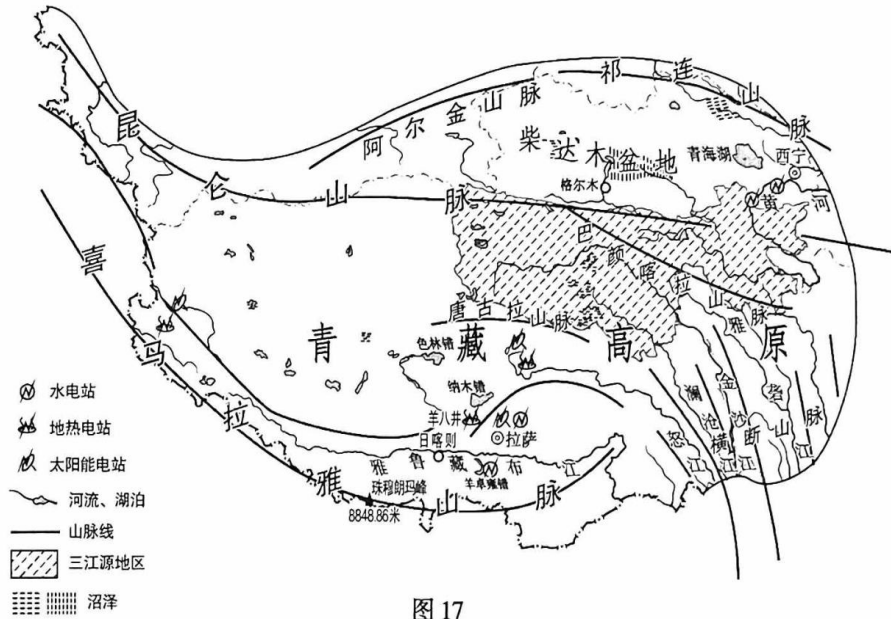 昆仑山脉
阿尔金山脉
祁连山脉
柴达木盆地
青海湖
西宁
格尔木
黄河
巴颜喀拉山脉
喜马拉雅山脉
唐古拉山脉
青藏高原
色林错
纳木错
羊八井
拉萨
日喀则
雅鲁藏布江
羊卓雍错
珠穆朗玛峰
8848.86米
怒江
澜沧江
金沙江
雅砻江
横断山脉
水电站
地热电站
太阳能电站
河流、湖泊
山脉线
三江源地区
沼泽
图17